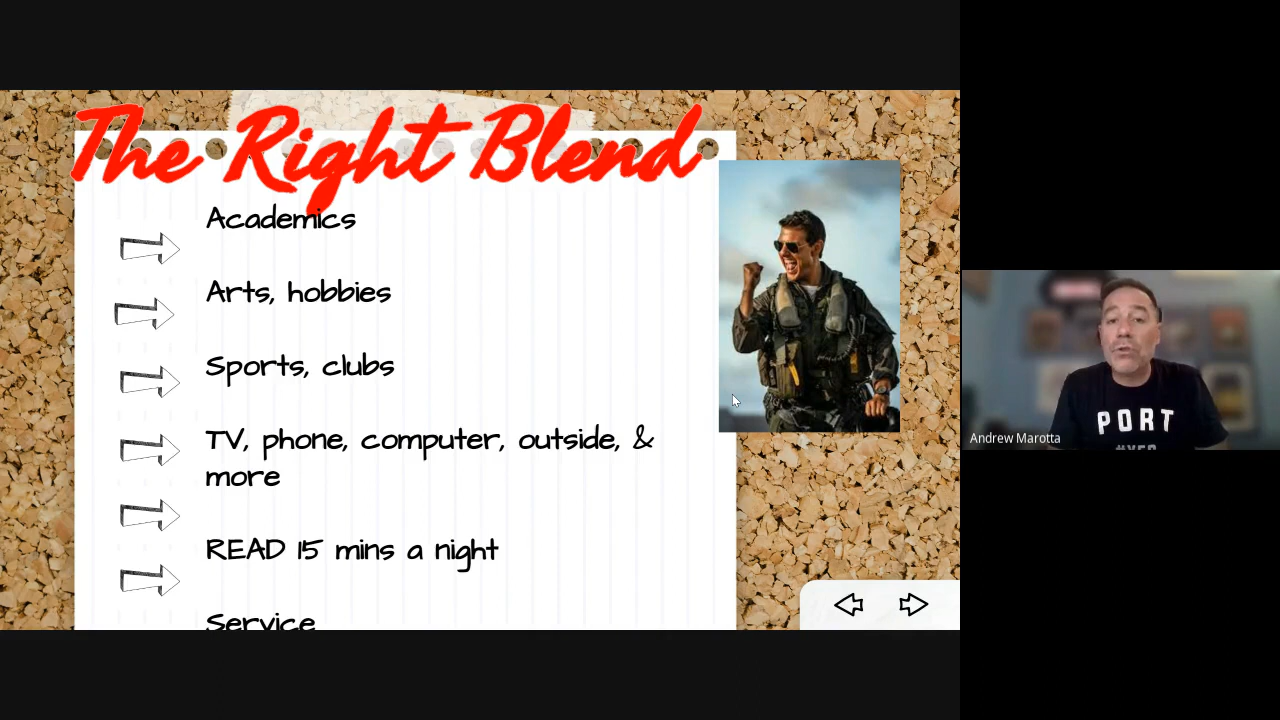 The Right Blend
Academics
Arts, hobbies
Sports, clubs
TV, phone, computer, outside, &
more
READ 15 mins a night
Service
PORT
Andrew Marotta